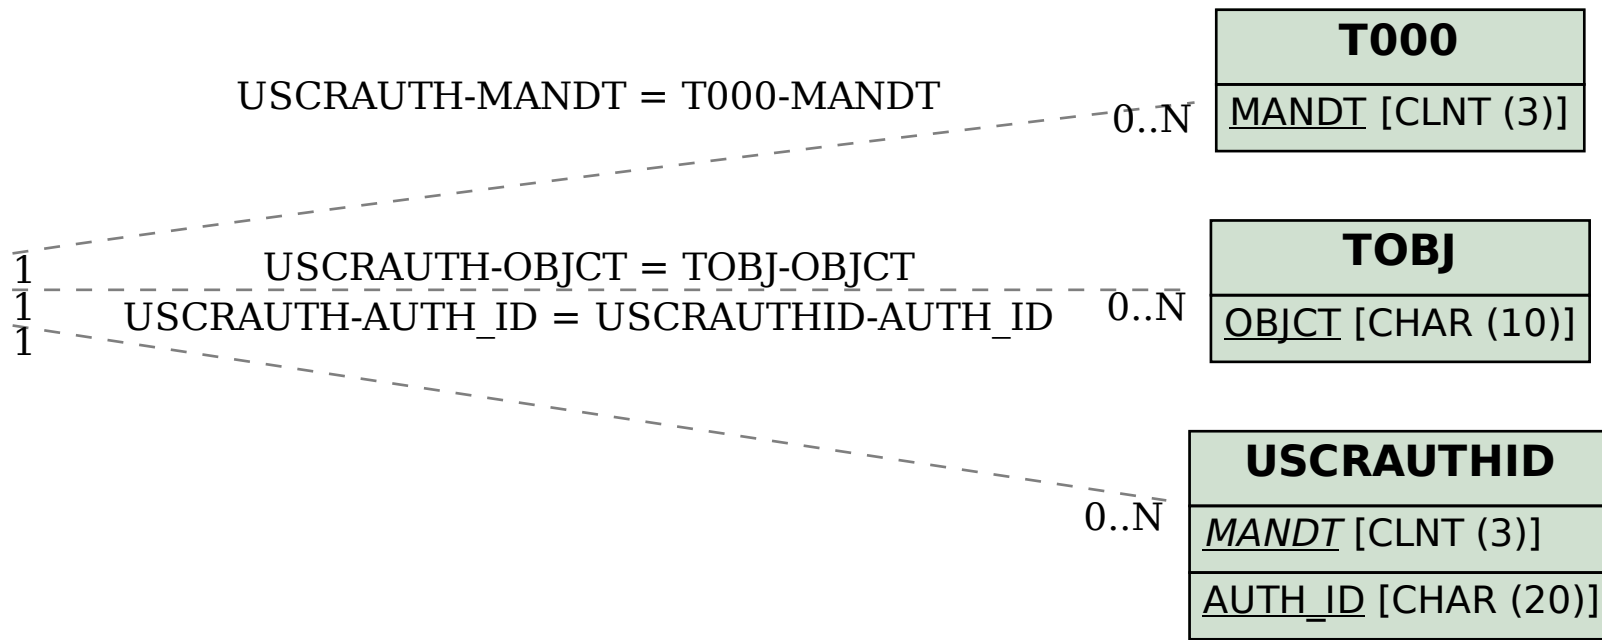 T000
MANDT [CLNT (3)]
USCRAUTH-MANDT = T000-MANDT
0..N
1
USCRAUTH-OBJCT = TOBJ-OBJCT
0..N
1
TOBJ
OBJCT [CHAR (10)]
USCRAUTH-AUTH_ID = USCRAUTHID-AUTH_ID
1
0..N
USCRAUTHID
MANDT [CLNT (3)]
AUTH_ID [CHAR (20)]